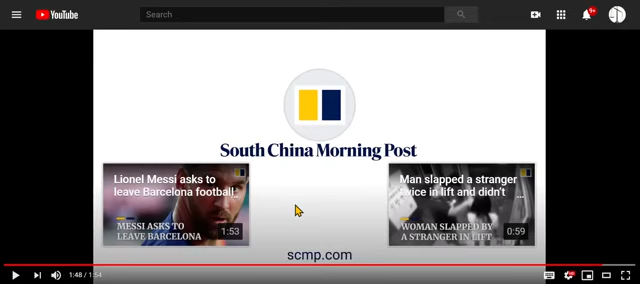 YouTube
Search
9+
South China Morning Post
Lionel Messi asks to
leave Barcelona football...
MESSI ASKS TO
LEAVE BARCELONA
1:53
Man slapped a stranger
twice in lift and didn't
...
WOMAN SLAPPED BY
A STRANGER IN LIFT
0:59
scmp.com
1:48 / 1:54